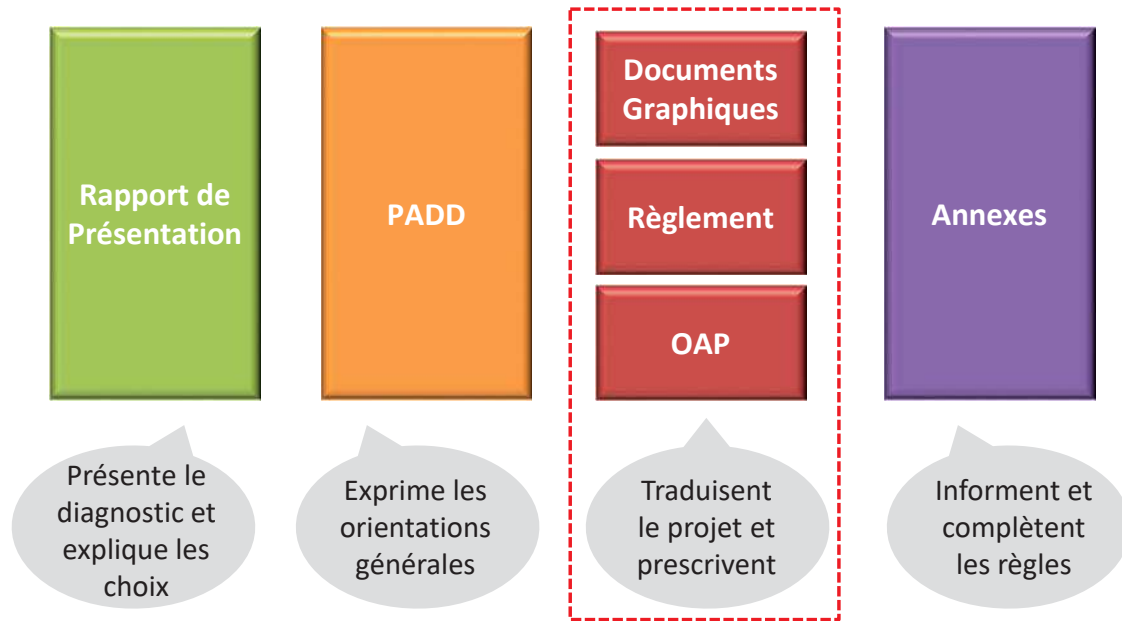 Rapport de
Présentation
PADD
Documents
Graphiques
Règlement
OAP
Annexes
Présente le
diagnostic et
explique les
choix
Exprime les
orientations
générales
Traduisent
le projet et
prescrivent
Informent et
complètent
les règles